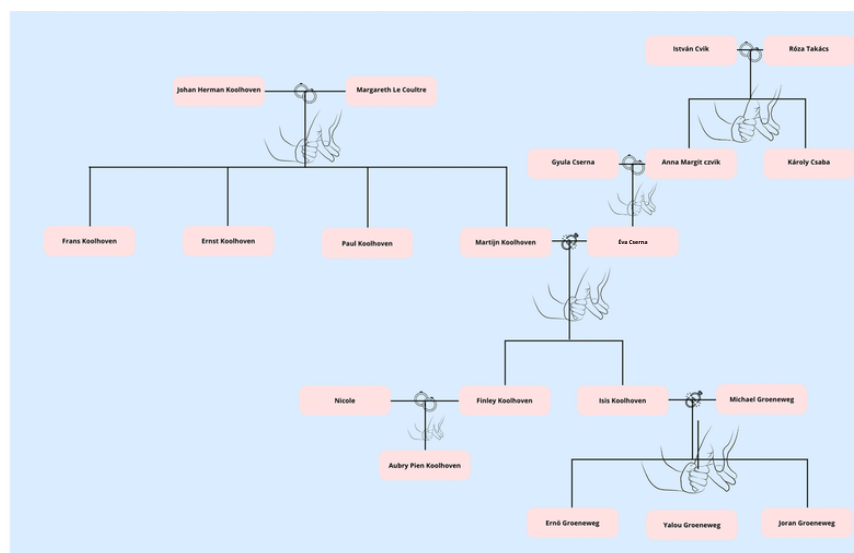 István Cvik
Róza Takács
Johan Herman Koolhoven
Margareth Le Coultre
Gyula Cserna
Anna Margit czvik
Károly Csaba
Frans Koolhoven
Ernst Koolhoven
Paul Koolhoven
Martijn Koolhoven
Éva Cserna
Nicole
Finley Koolhoven
Isis Koolhoven
Michael Groeneweg
Aubry Pien Koolhoven
Ernó Groeneweg
Yalou Groeneweg
Joran Groeneweg